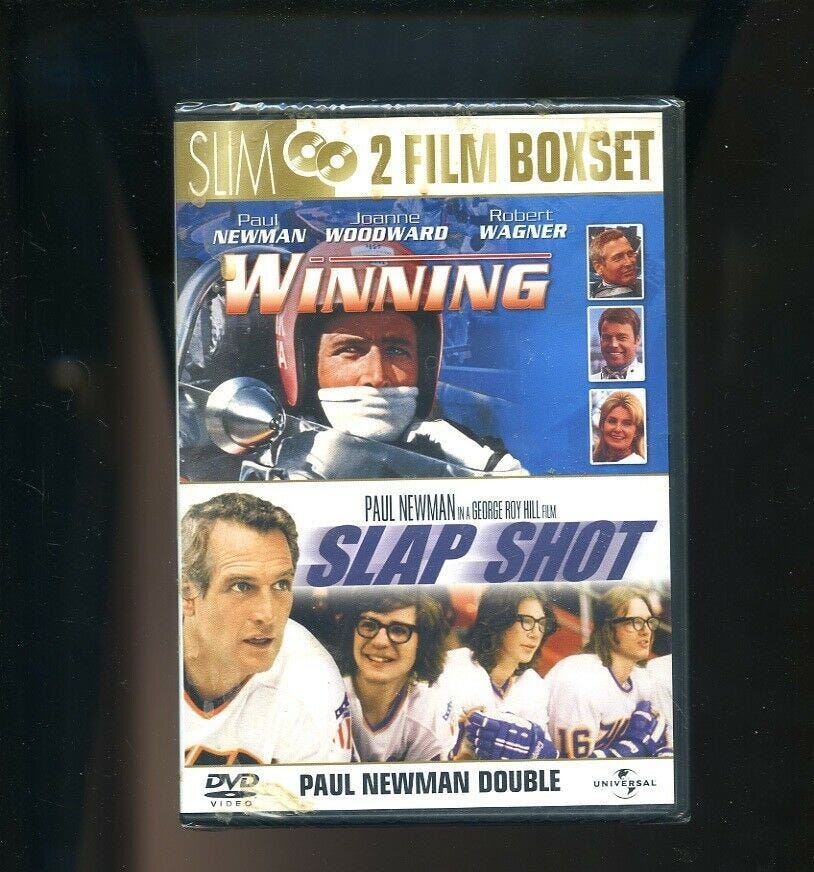 SLIM 2 FILM BOXSET
Paul NEWMAN Joanne WOODWARD Robert WAGNER
WINNING
PAUL NEWMAN IN A GEORGE ROY HILL FILM
SLAP SHOT
16
DVD VIDEO
PAUL NEWMAN DOUBLE
UNIVERSAL